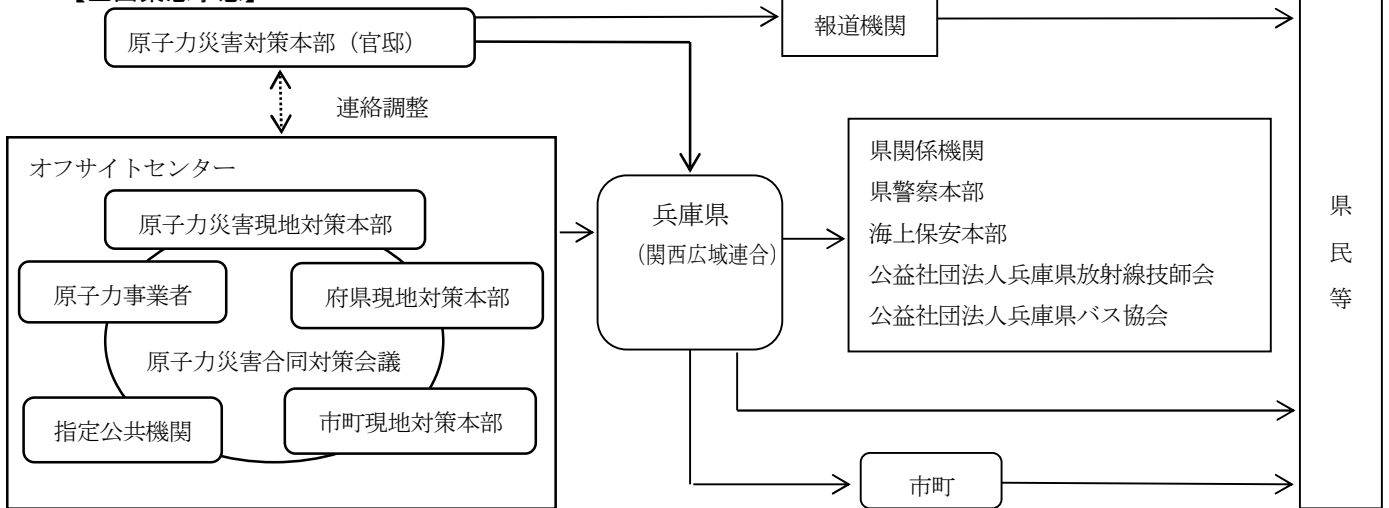 原子力災害対策本部（官邸）
報道機関
連絡調整
オフサイトセンター
原子力災害現地対策本部
原子力事業者
府県現地対策本部
原子力災害合同対策会議
指定公共機関
市町現地対策本部
兵庫県
（関西広域連合）
県関係機関
県警察本部
海上保安本部
公益社団法人兵庫県放射線技師会
公益社団法人兵庫県バス協会
市町
県民等